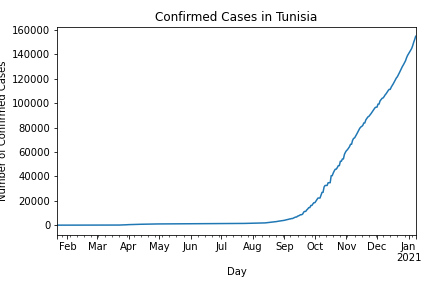 Confirmed Cases in Tunisia
160000
140000
120000
100000
80000
60000
40000
20000
0
Number of Confirmed Cases
Feb Mar Apr May Jun Jul Aug Sep Oct Nov Dec Jan
2021
Day